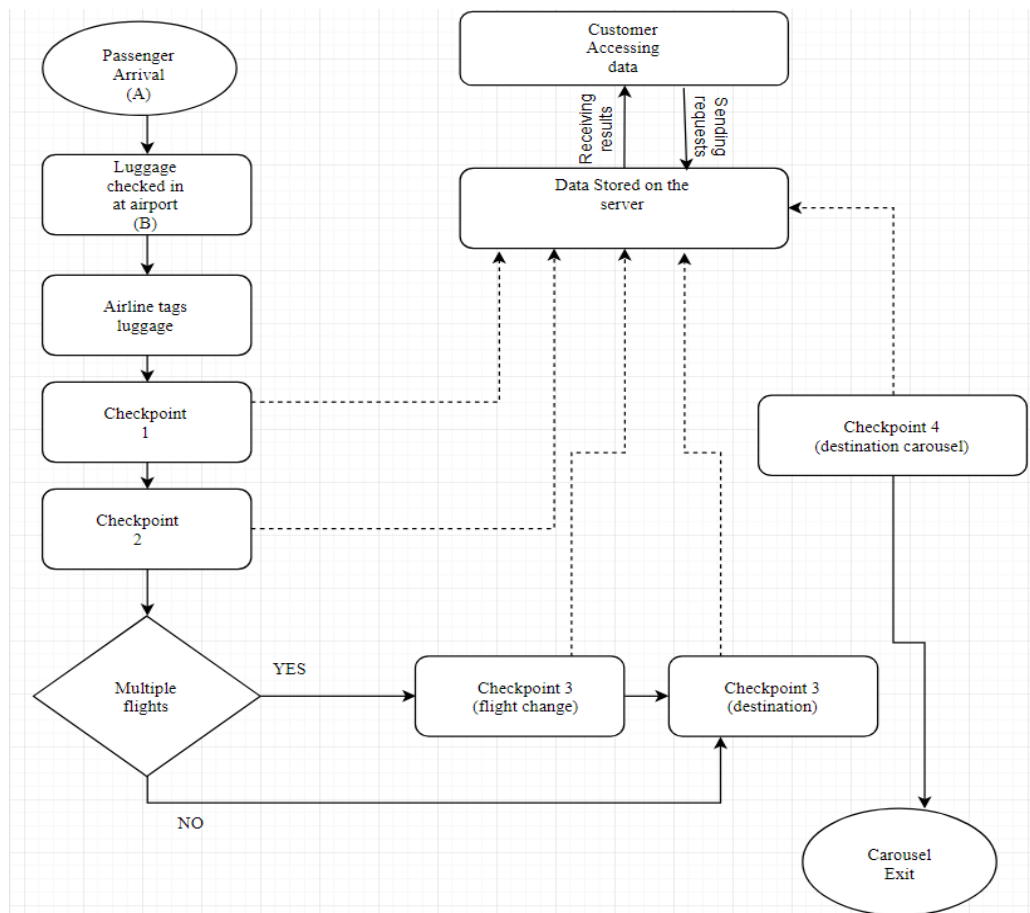 Passenger
Arrival
(A)
Luggage
checked in
at airport
(B)
Airline tags
luggage
Checkpoint
1
Checkpoint
2
Multiple
flights
YES
NO
Customer
Accessing
data
Receiving
results
Sending
requests
Data Stored on the
server
Checkpoint 3
(flight change)
Checkpoint 3
(destination)
Checkpoint 4
(destination carousel)
Carousel
Exit